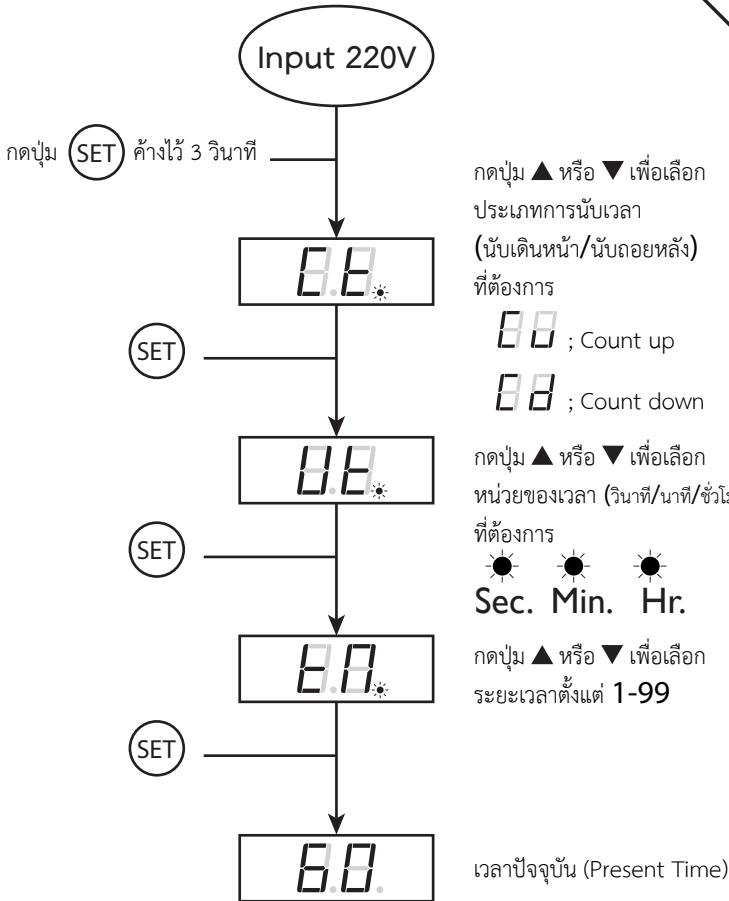 Input 220V
กดปุ่ม SET ค้างไว้ 3 วินาที
กดปุ่ม ▲ หรือ ▼ เพื่อเลือก
ประเภทการนับเวลา
(นับเดินหน้า/นับถอยหลัง)
ที่ต้องการ
Ct.
Cu ; Count up
SET
Cd ; Count down
กดปุ่ม ▲ หรือ ▼ เพื่อเลือก
หน่วยของเวลา (วินาที/นาที/ชั่วโม
ที่ต้องการ
Ut.
SET
Sec. Min. Hr.
กดปุ่ม ▲ หรือ ▼ เพื่อเลือก
ระยะเวลาตั้งแต่ 1-99
tΠ.
SET
60
เวลาปัจจุบัน (Present Time)